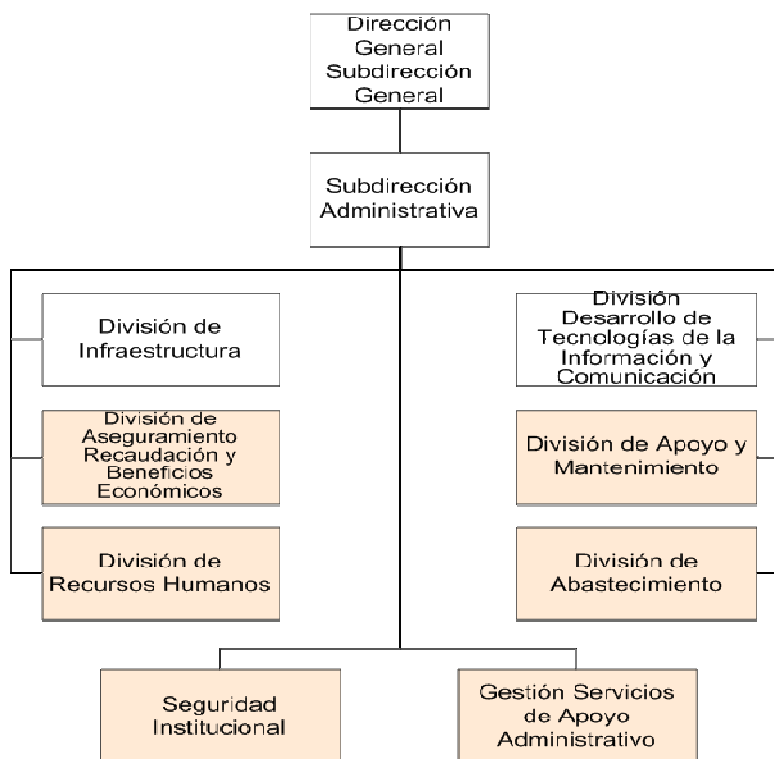 Dirección
General
Subdirección
General
Subdirección
Administrativa
División de
Infraestructura
División
Desarrollo de
Tecnologías de la
Información y
Comunicación
División de
Aseguramiento
Recaudación y
Beneficios
Económicos
División de Apoyo y
Mantenimiento
División de
Recursos Humanos
División de
Abastecimiento
Seguridad
Institucional
Gestión Servicios
de Apoyo
Administrativo